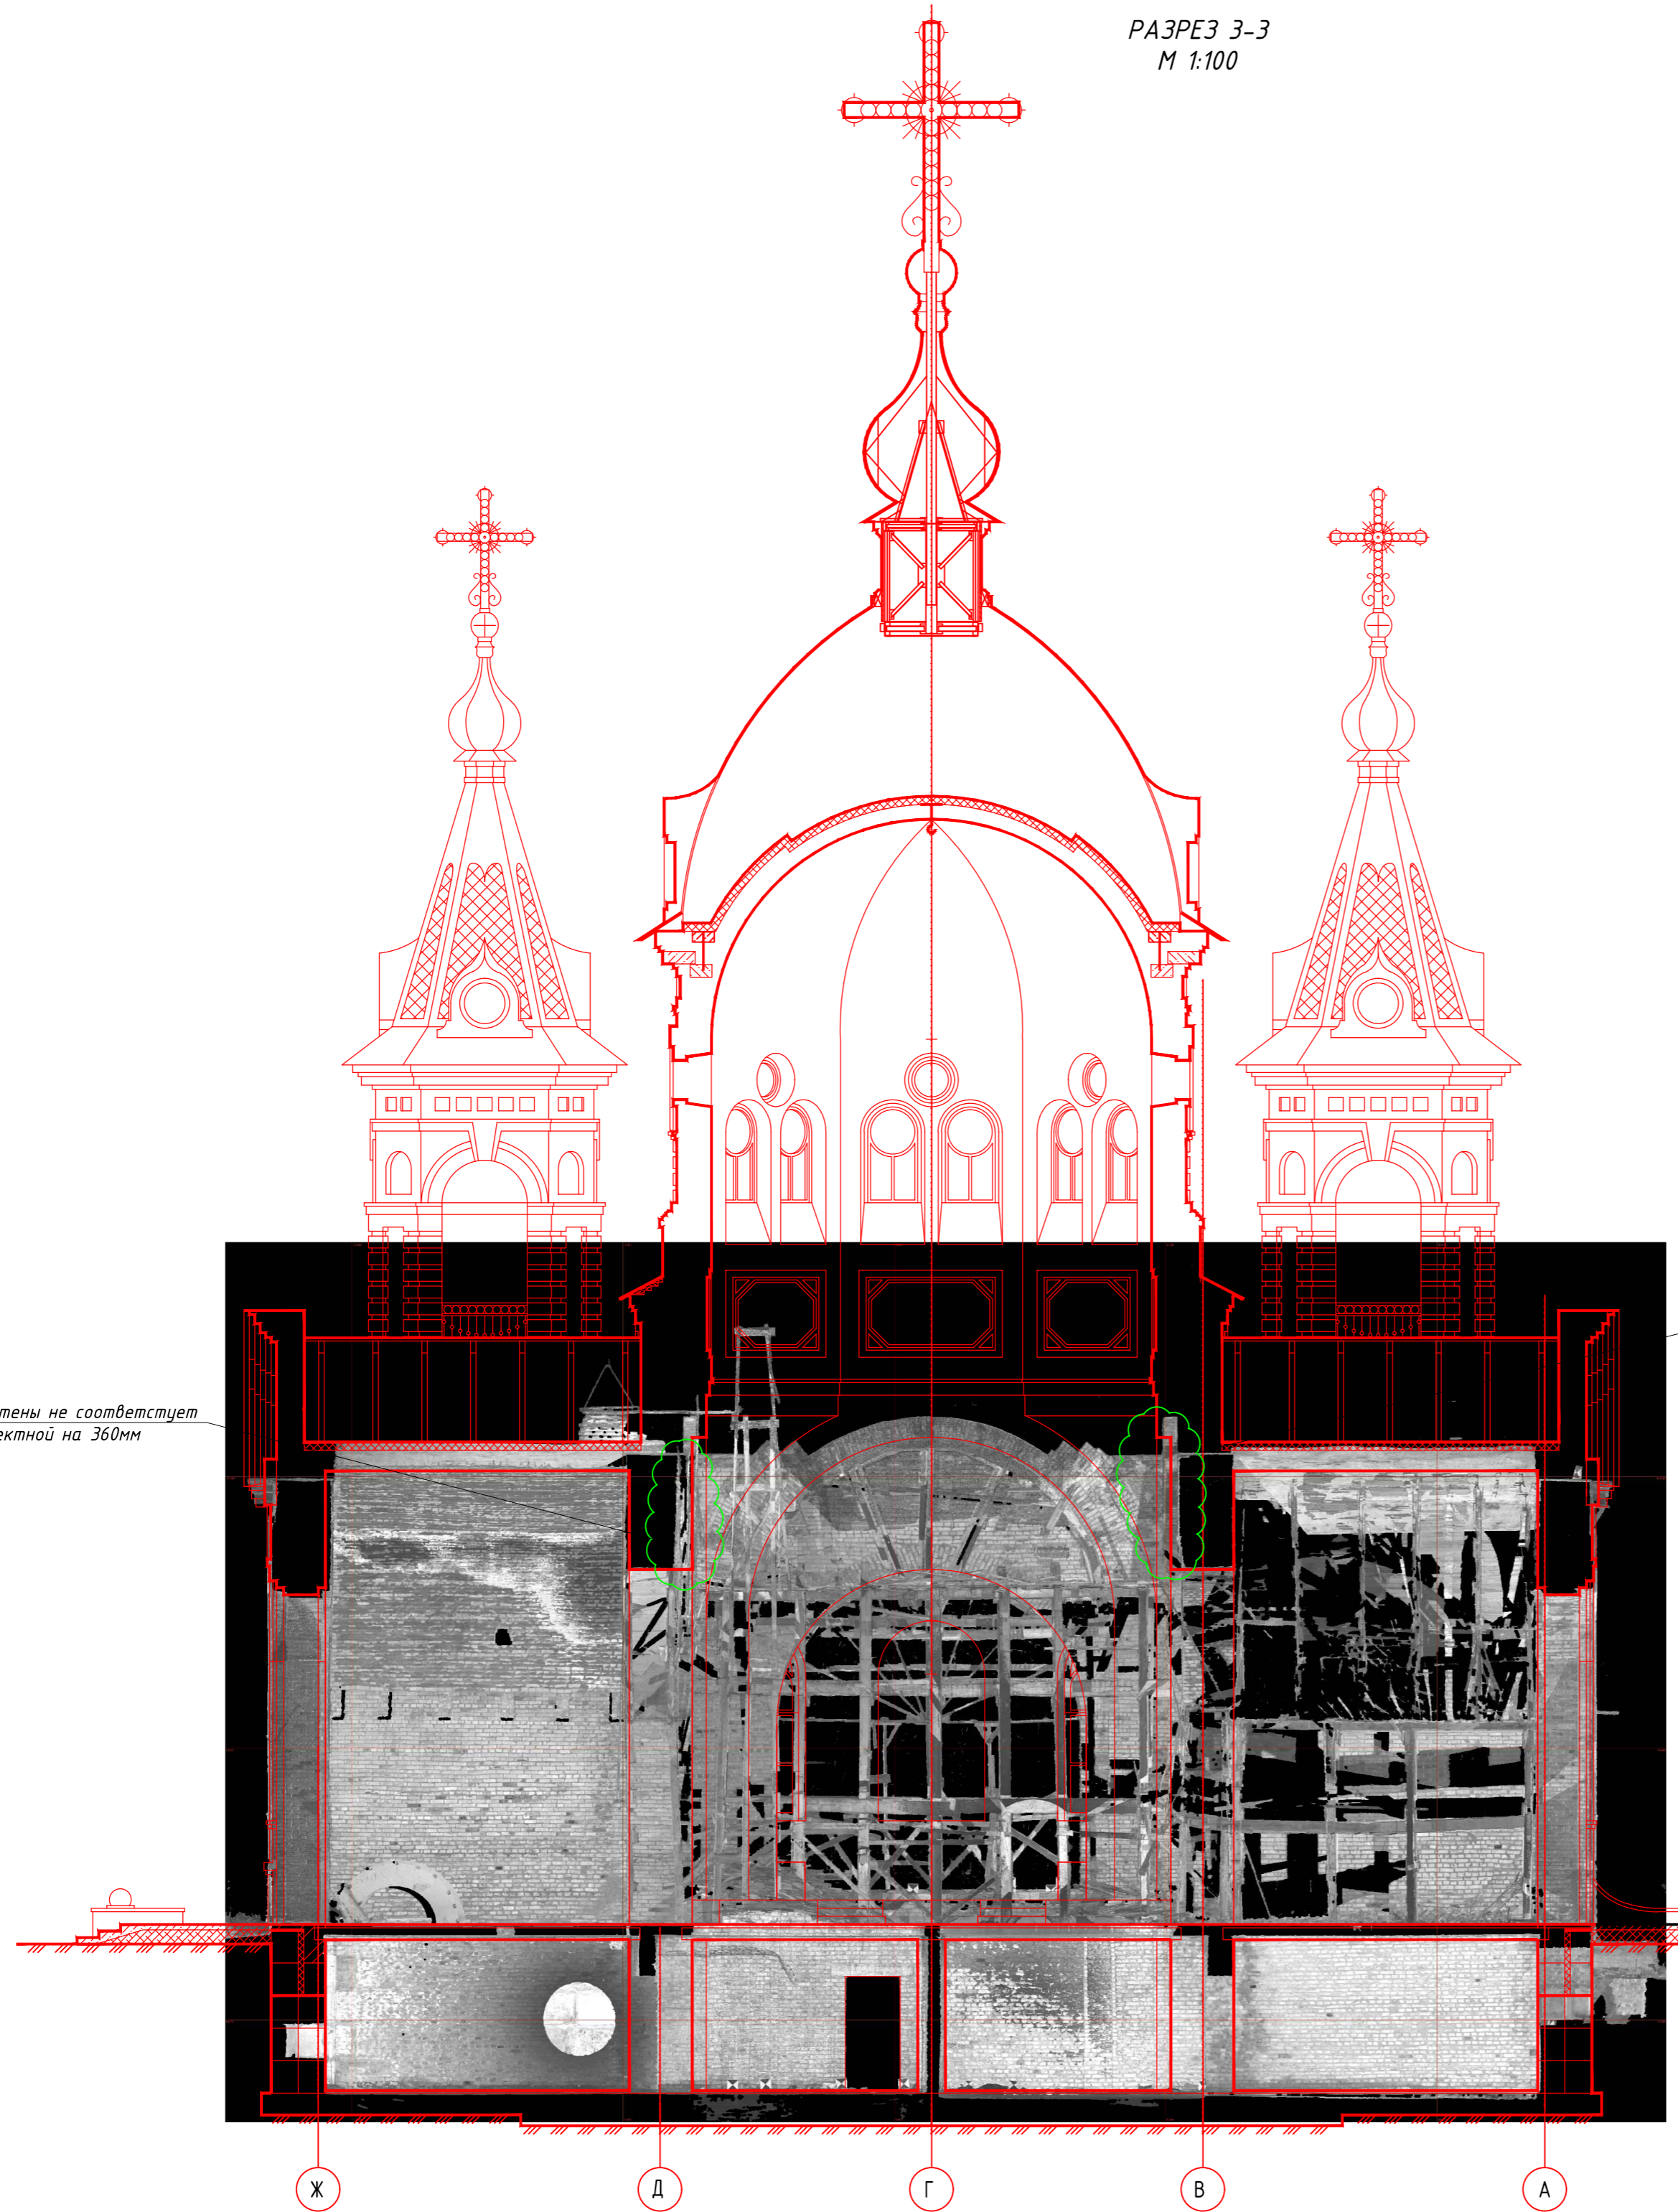 РАЗРЕЗ 3-3
М 1:100
тены не соответстует
ектной на 360мм
Ж
Д
Г
В
А